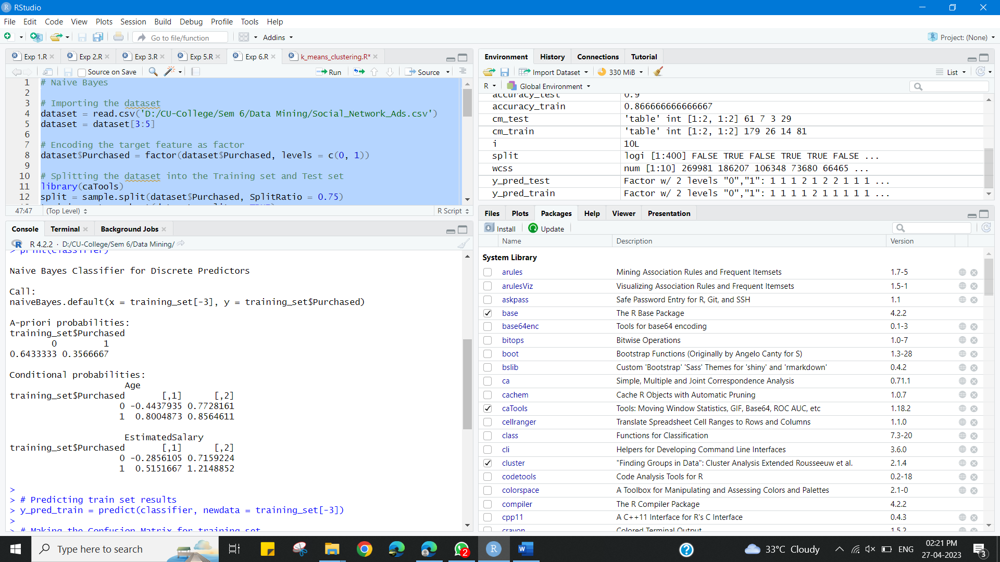 RStudio
File Edit Code View Plots Session Build Debug Profile Tools Help
Go to file/function
Addins
Project: (None)
Exp 1.R
Exp 2.R
Exp 3.R
Exp 5.R
Exp 6.R
k_means_clustering.R*
Source on Save
Run
Source
1 # Naive Bayes
2
3 # Importing the dataset
4 dataset = read.csv('D:/CU-College/Sem 6/Data Mining/Social_Network_Ads.csv')
5 dataset = dataset[3:5]
6
7 # Encoding the target feature as factor
8 dataset$Purchased = factor(dataset$Purchased, levels = c(0, 1))
9
10 # Splitting the dataset into the Training set and Test set
11 library(caTools)
12 split = sample.split(dataset$Purchased, SplitRatio = 0.75)
47:47 (Top Level) R Script
Console Terminal Background Jobs
R 4.2.2 · D:/CU-College/Sem 6/Data Mining/
> print(classifier)
Naive Bayes Classifier for Discrete Predictors
Call:
naiveBayes.default(x = training_set[-3], y = training_set$Purchased)
A-priori probabilities:
training_set$Purchased
0 1
0.6433333 0.3566667
Conditional probabilities:
Age
training_set$Purchased [,1] [,2]
0 -0.4437935 0.7728161
1 0.8004873 0.8564611
EstimatedSalary
training_set$Purchased [,1] [,2]
0 -0.2856105 0.7159224
1 0.5151667 1.2148852
>
> # Predicting train set results
> y_pred_train = predict(classifier, newdata = training_set[-3])
>
> # Making the Confusion Matrix for training set
Environment History Connections Tutorial
Import Dataset 330 MiB List
R Global Environment
accuracy_test 0.9
accuracy_train 0.866666666666667
cm_test 'table' int [1:2, 1:2] 61 7 3 29
cm_train 'table' int [1:2, 1:2] 179 26 14 81
i 10L
split logi [1:400] FALSE TRUE FALSE TRUE TRUE FALSE ...
wcss num [1:10] 269981 186207 106348 73680 66465 ...
y_pred_test Factor w/ 2 levels "0","1": 1 1 1 2 1 2 2 1 1 1 ...
y_pred_train Factor w/ 2 levels "0","1": 1 1 1 1 2 1 1 1 1 1 ...
Files Plots Packages Help Viewer Presentation
Install Update
Name Description Version
System Library
arules Mining Association Rules and Frequent Itemsets 1.7-5
arulesViz Visualizing Association Rules and Frequent Itemsets 1.5-1
askpass Safe Password Entry for R, Git, and SSH 1.1
base The R Base Package 4.2.2
base64enc Tools for base64 encoding 0.1-3
bitops Bitwise Operations 1.0-7
boot Bootstrap Functions (Originally by Angelo Canty for S) 1.3-28
bslib Custom 'Bootstrap' 'Sass' Themes for 'shiny' and 'rmarkdown' 0.4.2
ca Simple, Multiple and Joint Correspondence Analysis 0.71.1
cachem Cache R Objects with Automatic Pruning 1.0.7
caTools Tools: Moving Window Statistics, GIF, Base64, ROC AUC, etc 1.18.2
cellranger Translate Spreadsheet Cell Ranges to Rows and Columns 1.1.0
class Functions for Classification 7.3-20
cli Helpers for Developing Command Line Interfaces 3.6.0
cluster "Finding Groups in Data": Cluster Analysis Extended Rousseeuw et al. 2.1.4
codetools Code Analysis Tools for R 0.2-18
colorspace A Toolbox for Manipulating and Assessing Colors and Palettes 2.1-0
compiler The R Compiler Package 4.2.2
cpp11 A C++11 Interface for R's C Interface 0.4.3
crayon Colored Terminal Output 1.5.2
Type here to search
2
R
W
33°C Cloudy
ENG
02:21 PM
27-04-2023
3